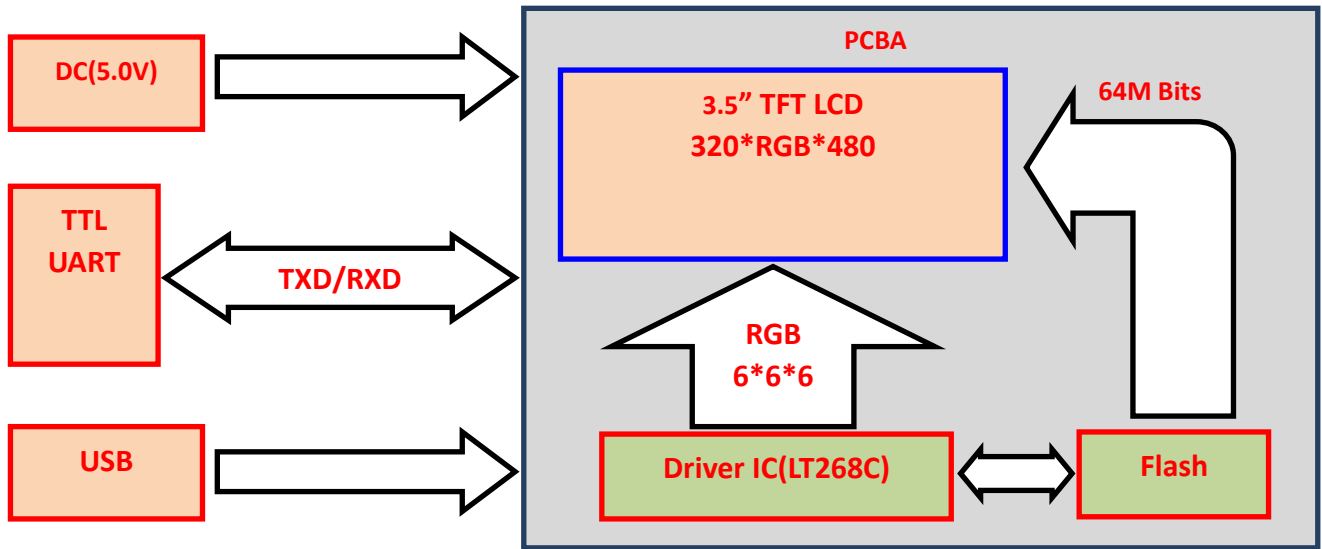 PCBA
DC(5.0V)
3.5” TFT LCD
320*RGB*480
64M Bits
TTL
UART
TXD/RXD
RGB
6*6*6
USB
Driver IC(LT268C)
Flash